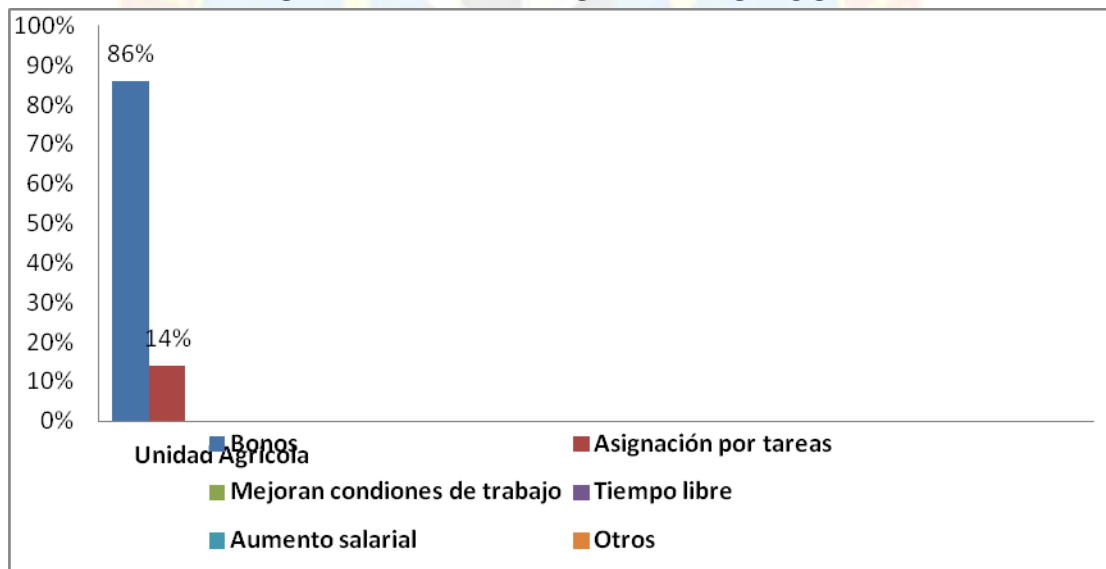 100%
90%
80%
70%
60%
50%
40%
30%
20%
10%
0%
86%
14%
Unidad Agrícola
Bonos
Asignación por tareas
Mejoran condiones de trabajo
Tiempo libre
Aumento salarial
Otros